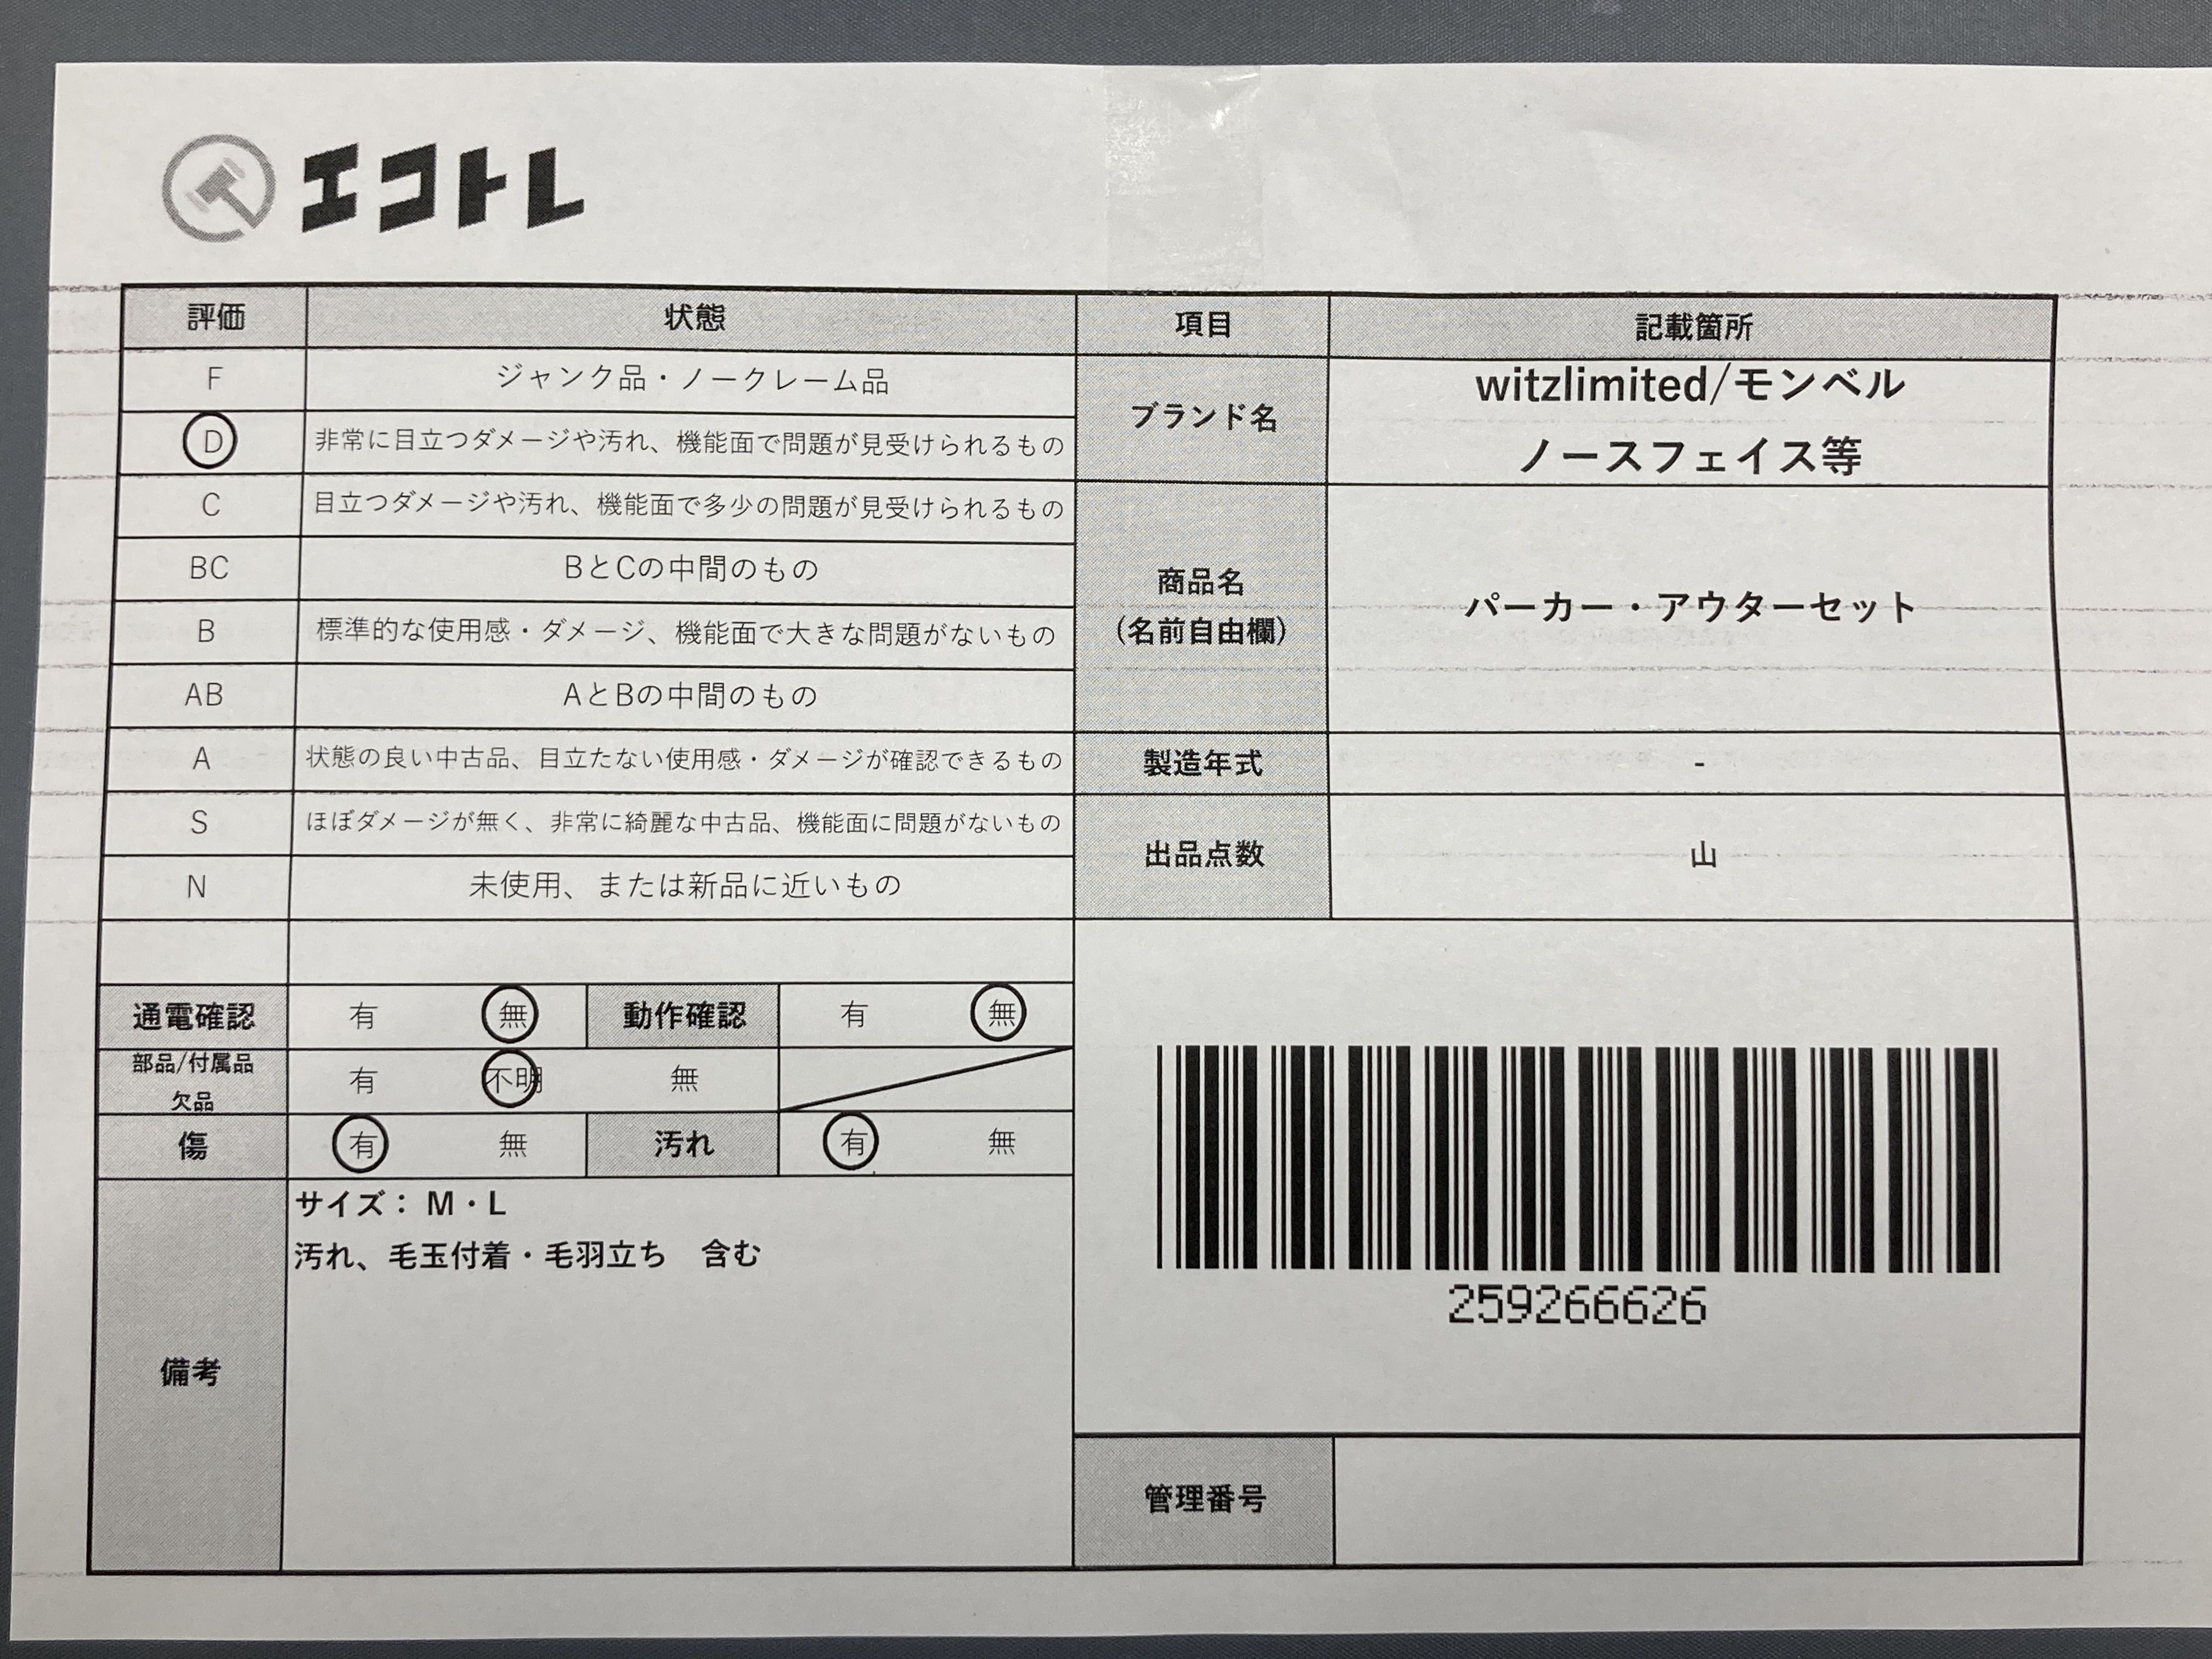 エコトレ
評価 状態 項目 記載箇所
F ジャンク品・ノークレーム品
D 非常に目立つダメージや汚れ、機能面で問題が見受けられるもの
C 目立つダメージや汚れ、機能面で多少の問題が見受けられるもの
BC BとCの中間のもの
B 標準的な使用感・ダメージ、機能面で大きな問題がないもの
AB AとBの中間のもの
A 状態の良い中古品、目立たない使用感・ダメージが確認できるもの
S ほぼダメージが無く、非常に綺麗な中古品、機能面に問題がないもの
N 未使用、または新品に近いもの
ブランド名
witzlimited/モンベル
ノースフェイス等
商品名
(名前自由欄)
パーカー・アウターセット
製造年式 -
出品点数 山
通電確認 有 無 動作確認 有 無
部品/付属品
欠品
有 不明 無
傷 有 無 汚れ 有 無
備考
サイズ： M・L
汚れ、毛玉付着・毛羽立ち　含む
259266626
管理番号